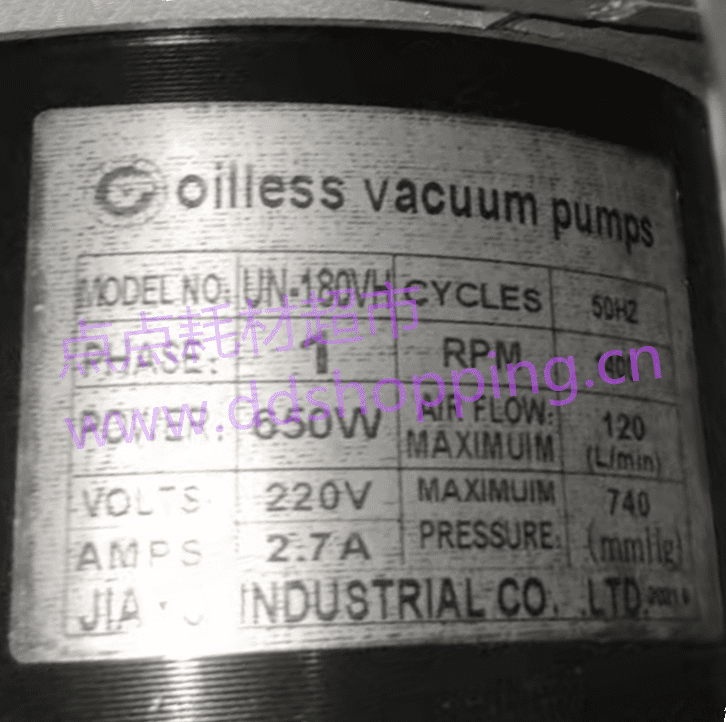 oilless vacuum pumps
MODEL NO: UN-180VH CYCLES 50HZ
点点耗材超市
PHASE: 1 RPM
www.ddshopping.cn
POWER: 650W AIR FLOW: MAXIMUIM 120 (L/min)
VOLTS 220V MAXIMUIM PRESSURE: 740 (mmHg)
AMPS 2.7A
INDUSTRIAL CO. .LTD.